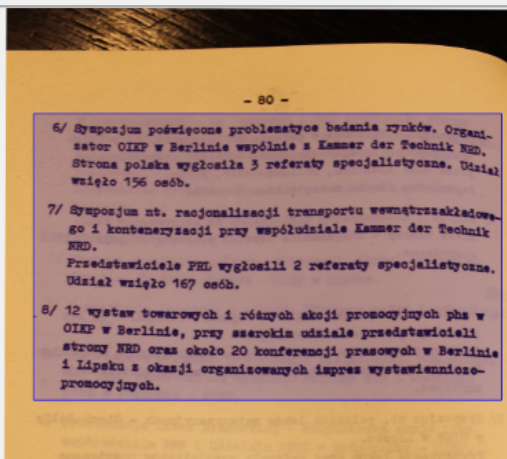 - 80 -
6/ Sympozjum poświęcone problematyce badania rynków. Organi-
zator OIKP w Berlinie wspólnie z Kammer der Technik NRD.
Strona polska wygłosiła 3 referaty specjalistyczne. Udział
wzięło 156 osób.
7/ Sympozjum nt. racjonalizacji transportu wewnątrzzakładowe-
go i konteneryzacji przy współudziale Kammer der Technik
NRD.
Przedstawiciele PRL wygłosili 2 referaty specjalistyczne.
Udział wzięło 167 osób.
8/ 12 wystaw towarowych i różnych akcji promocyjnych phz w
OIKP w Berlinie, przy szerokim udziale przedstawicieli
strony NRD oraz około 20 konferencji prasowych w Berlinie
i Lipsku z okazji organizowanych imprez wystawienniczo-
promocyjnych.